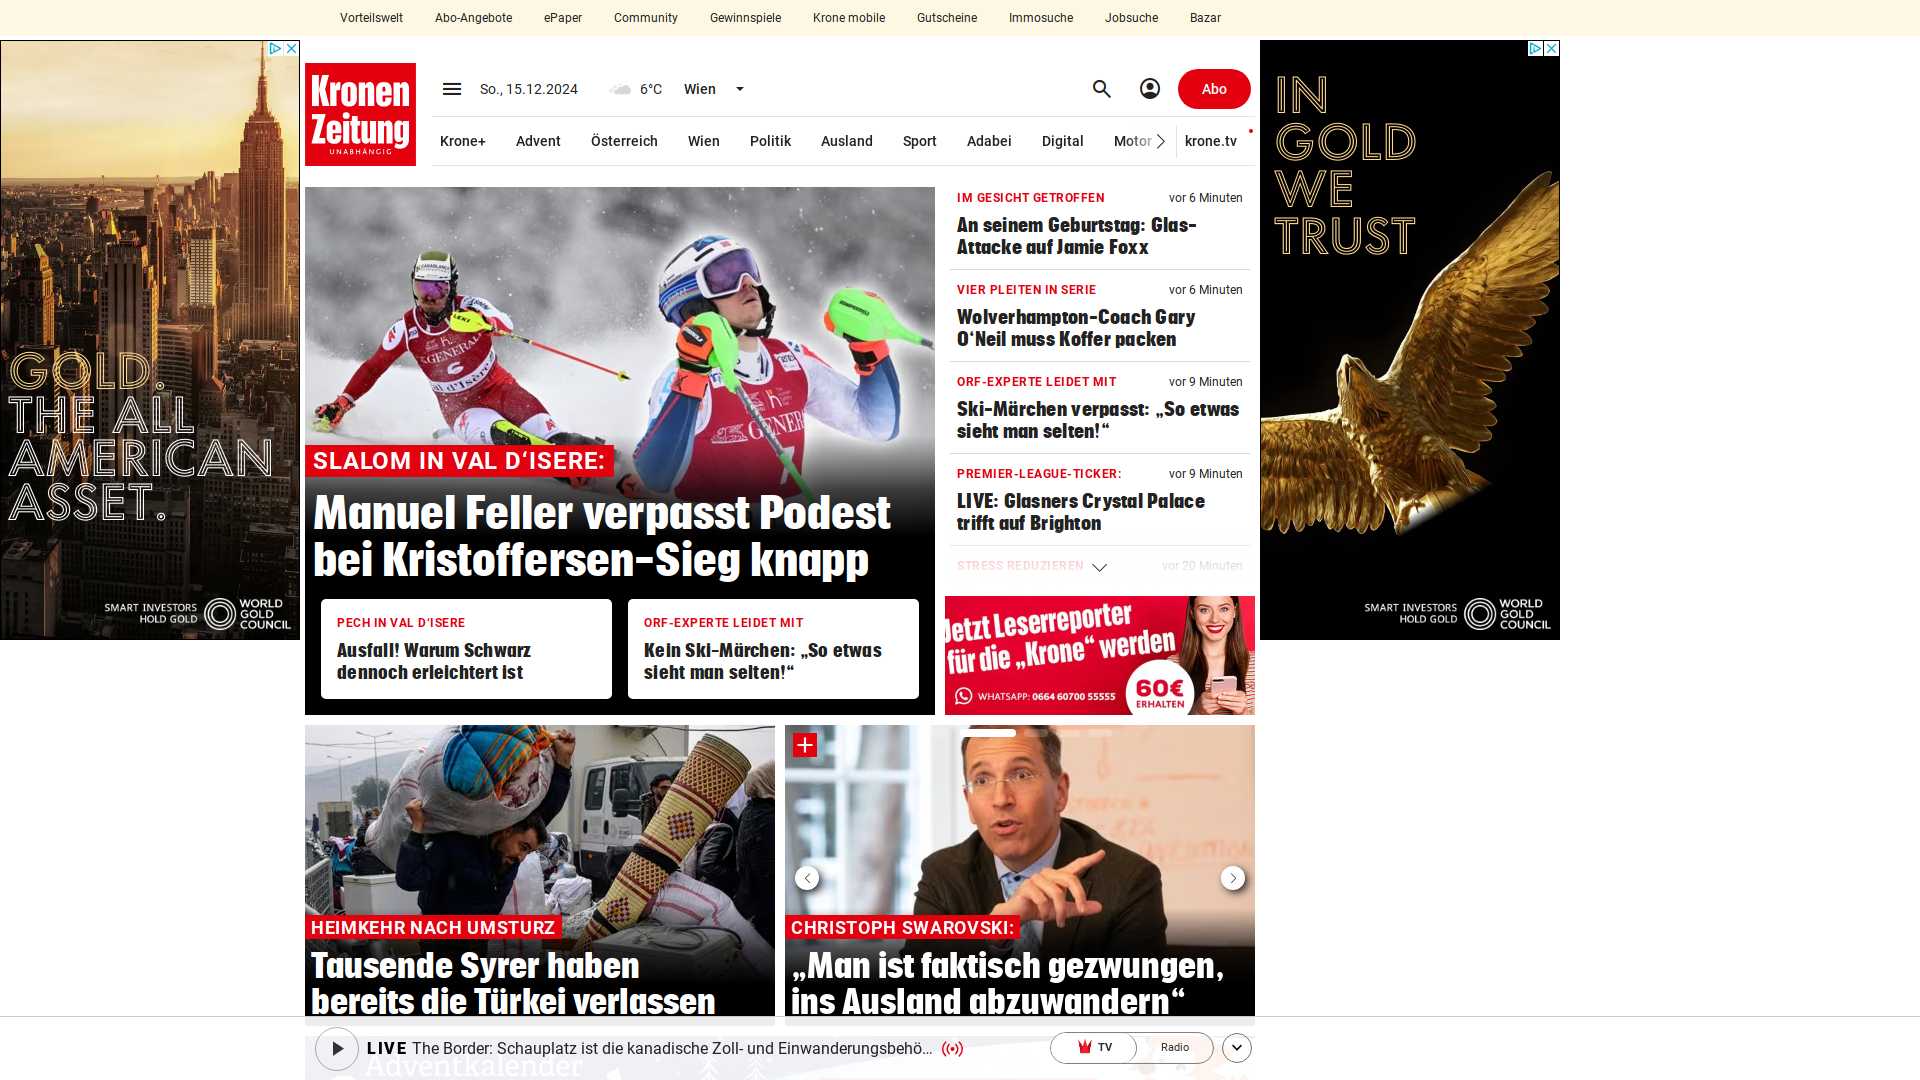 Vorteilswelt
Abo-Angebote
ePaper
Community
Gewinnspiele
Krone mobile
Gutscheine
Immosuche
Jobsuche
Bazar
Kronen
Zeitung
UNABHÄNGIG
So., 15.12.2024
6°C
Wien
Abo
Krone+
Advent
Österreich
Wien
Politik
Ausland
Sport
Adabei
Digital
Motor
krone.tv
GOLD.
THE ALL
AMERICAN
ASSET.
SMART INVESTORS
HOLD GOLD
WORLD
GOLD
COUNCIL
SLALOM IN VAL D‘ISERE:
Manuel Feller verpasst Podest
bei Kristoffersen-Sieg knapp
PECH IN VAL D‘ISERE
Ausfall! Warum Schwarz
dennoch erleichtert ist
ORF-EXPERTE LEIDET MIT
Kein Ski-Märchen: „So etwas
sieht man selten!“
IM GESICHT GETROFFEN
vor 6 Minuten
An seinem Geburtstag: Glas-
Attacke auf Jamie Foxx
VIER PLEITEN IN SERIE
vor 6 Minuten
Wolverhampton-Coach Gary
O‘Neil muss Koffer packen
ORF-EXPERTE LEIDET MIT
vor 9 Minuten
Ski-Märchen verpasst: „So etwas
sieht man selten!“
PREMIER-LEAGUE-TICKER:
vor 9 Minuten
LIVE: Glasners Crystal Palace
trifft auf Brighton
STRESS REDUZIEREN
vor 20 Minuten
Jetzt Leserreporter
für die „Krone“ werden
WHATSAPP: 0664 60700 55555
60€
ERHALTEN
IN
GOLD
WE
TRUST
SMART INVESTORS
HOLD GOLD
WORLD
GOLD
COUNCIL
HEIMKEHR NACH UMSTURZ
Tausende Syrer haben
bereits die Türkei verlassen
CHRISTOPH SWAROVSKI:
„Man ist faktisch gezwungen,
ins Ausland abzuwandern“
LIVE The Border: Schauplatz ist die kanadische Zoll- und Einwanderungsbehö...
TV
Radio
Adventkalender